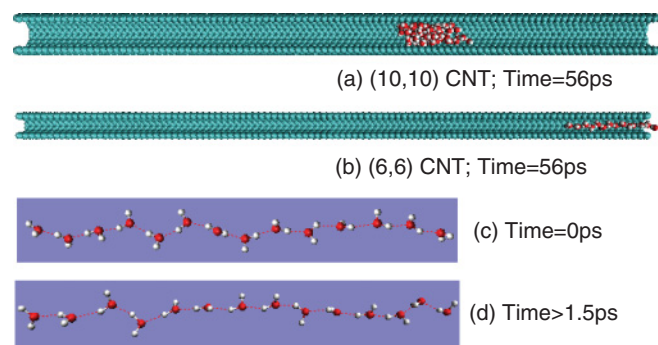 (a) (10,10) CNT; Time=56ps
(b) (6,6) CNT; Time=56ps
(c) Time=0ps
(d) Time>1.5ps